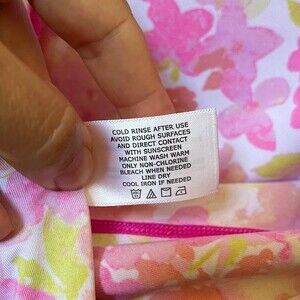 COLD RINSE AFTER USE
AVOID ROUGH SURFACES
AND DIRECT CONTACT
WITH SUNSCREEN
MACHINE WASH WARM
ONLY NON-CHLORINE
BLEACH WHEN NEEDED
LINE DRY
COOL IRON IF NEEDED